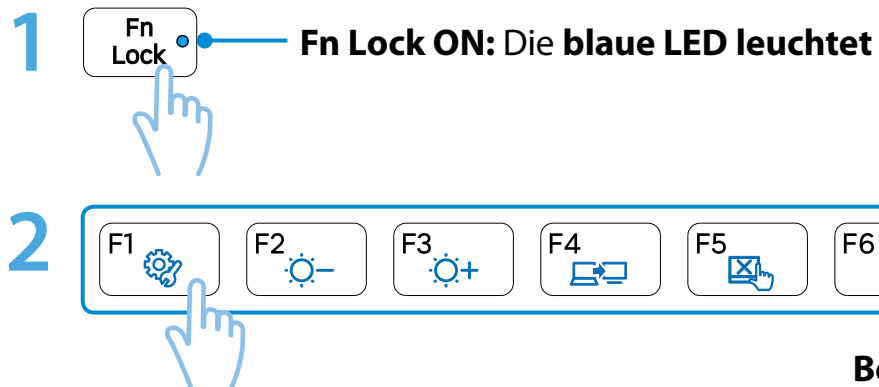 1
Fn
Lock
Fn Lock ON: Die blaue LED leuchtet
2
F1 F2 F3 F4 F5 F6